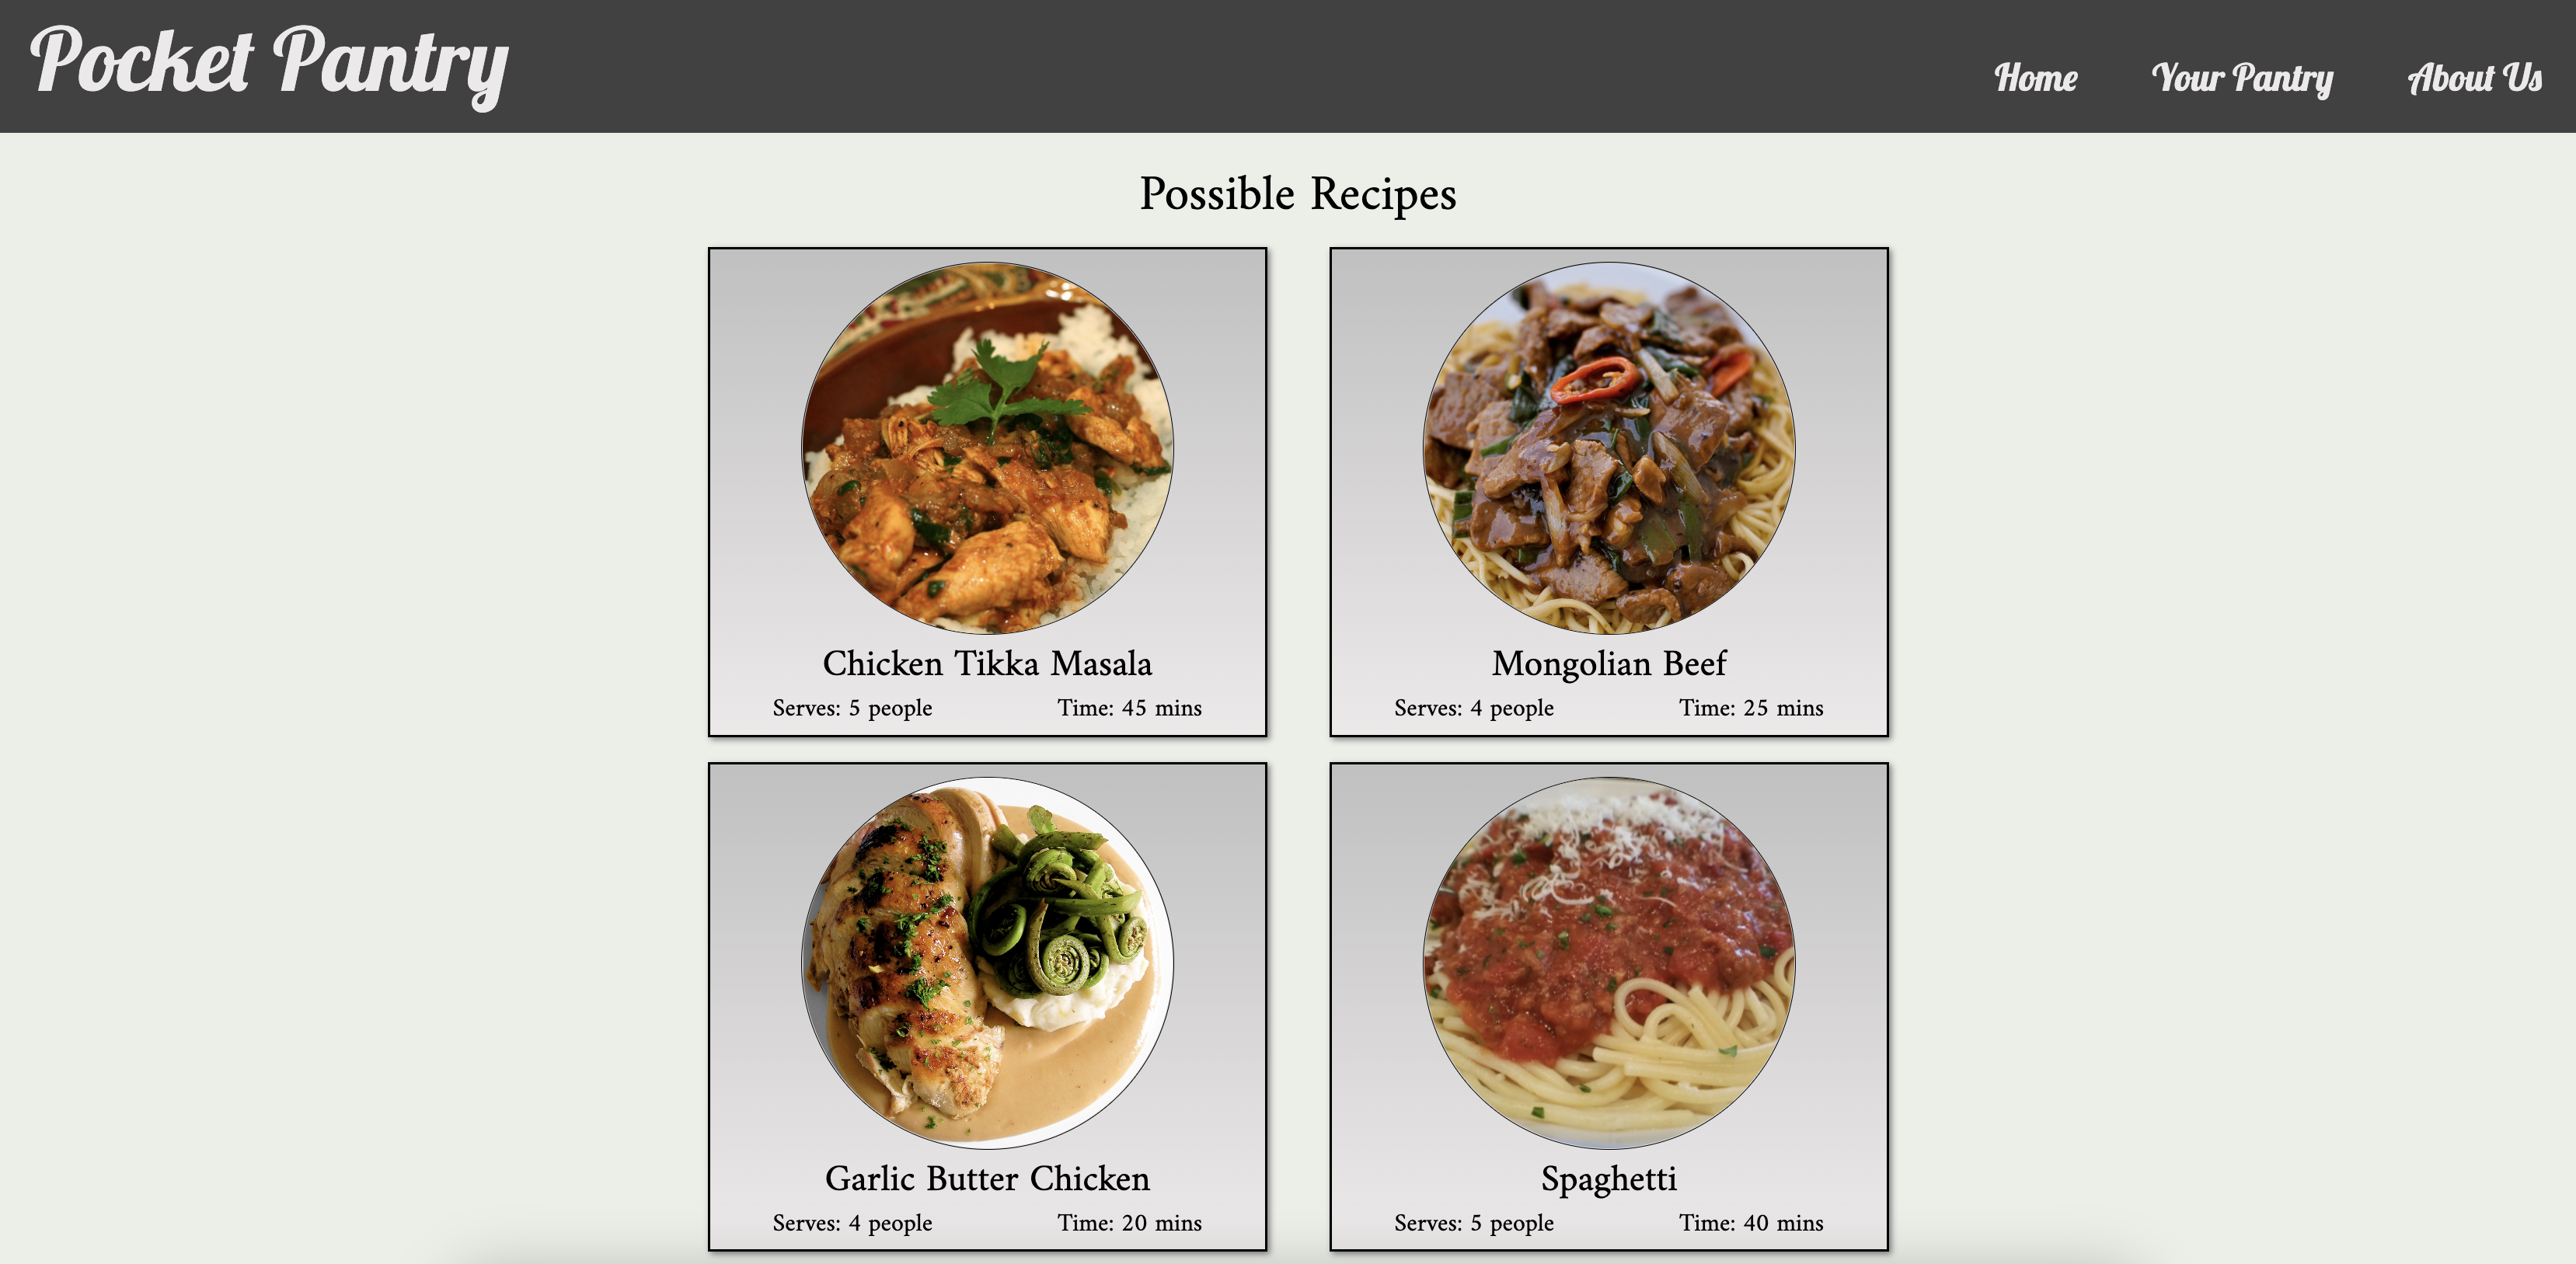 Pocket Pantry
Home Your Pantry About Us
Possible Recipes
Chicken Tikka Masala
Serves: 5 people Time: 45 mins
Mongolian Beef
Serves: 4 people Time: 25 mins
Garlic Butter Chicken
Serves: 4 people Time: 20 mins
Spaghetti
Serves: 5 people Time: 40 mins